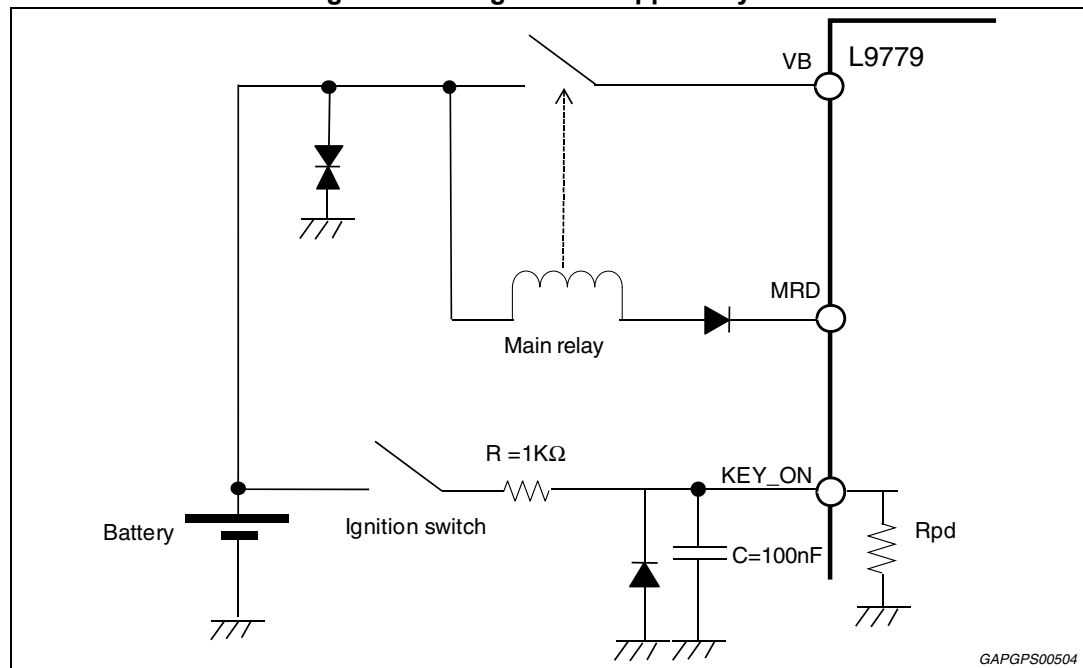 VB
L9779
MRD
Main relay
R =1KΩ
KEY_ON
Battery
Ignition switch
C=100nF
Rpd
GAPGPS00504